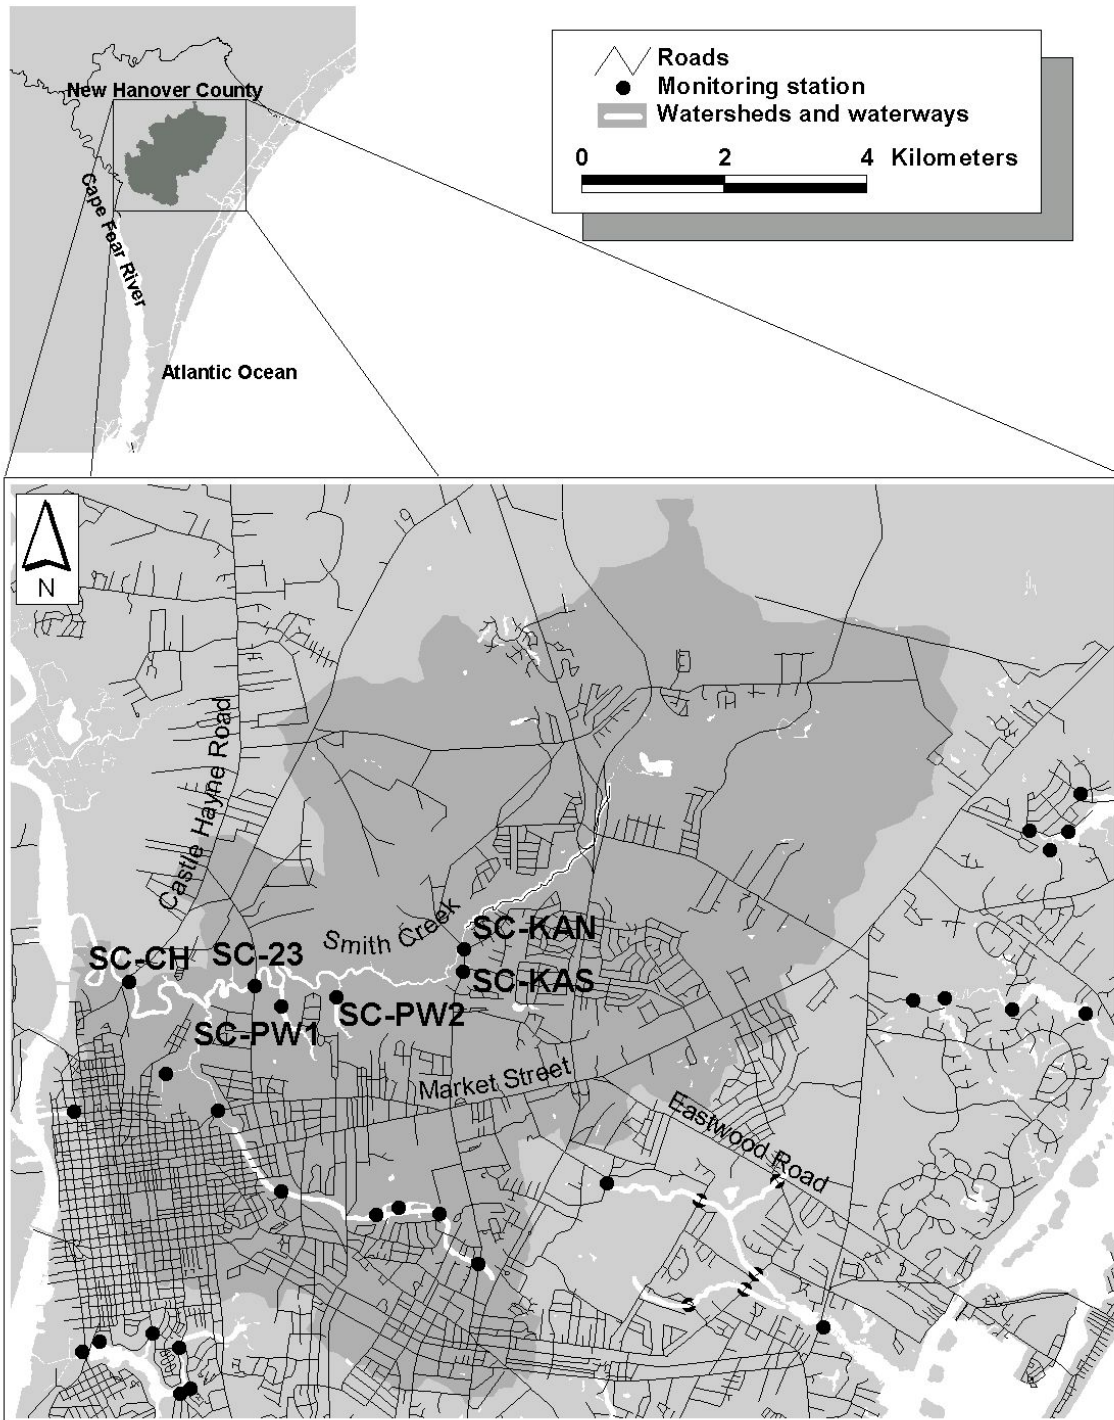 Roads
Monitoring station
Watersheds and waterways
0 2 4 Kilometers
New Hanover County
Cape Fear River
Atlantic Ocean
N
Castle Hayne Road
Smith Creek
SC-KAN
SC-CH
SC-23
SC-KAS
SC-PW2
SC-PW1
Market Street
Eastwood Road